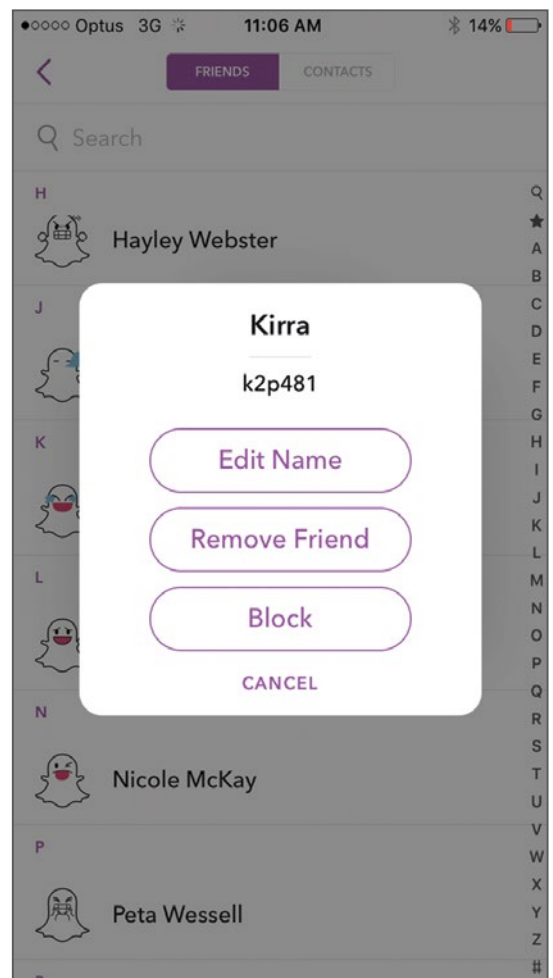 Optus 3G 11:06 AM 14%
FRIENDS CONTACTS
Search
H
Hayley Webster
J
Kirra
k2p481
Edit Name
Remove Friend
Block
CANCEL
K
L
N
Nicole McKay
P
Peta Wessell
Q
A
B
C
D
E
F
G
H
I
J
K
L
M
N
O
P
Q
R
S
T
U
V
W
X
Y
Z
#